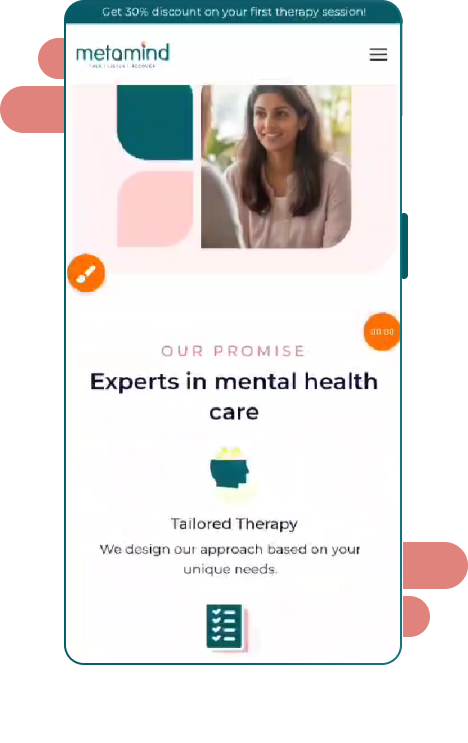 Get 30% discount on your first therapy session!
metamind
OUR PROMISE
00:00
Experts in mental health
care
Tailored Therapy
We design our approach based on your
unique needs.